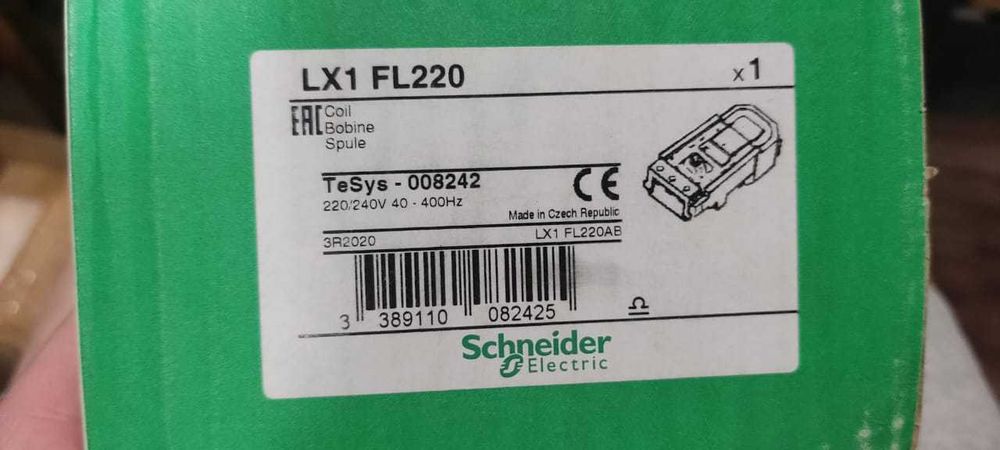 LX1 FL220
x 1
EAC
Coil
Bobine
Spule
TeSys - 008242
220/240V 40 - 400Hz
CE
Made in Czech Republic
3R2020
LX1 FL220AB
3 389110 082425
Schneider
Electric